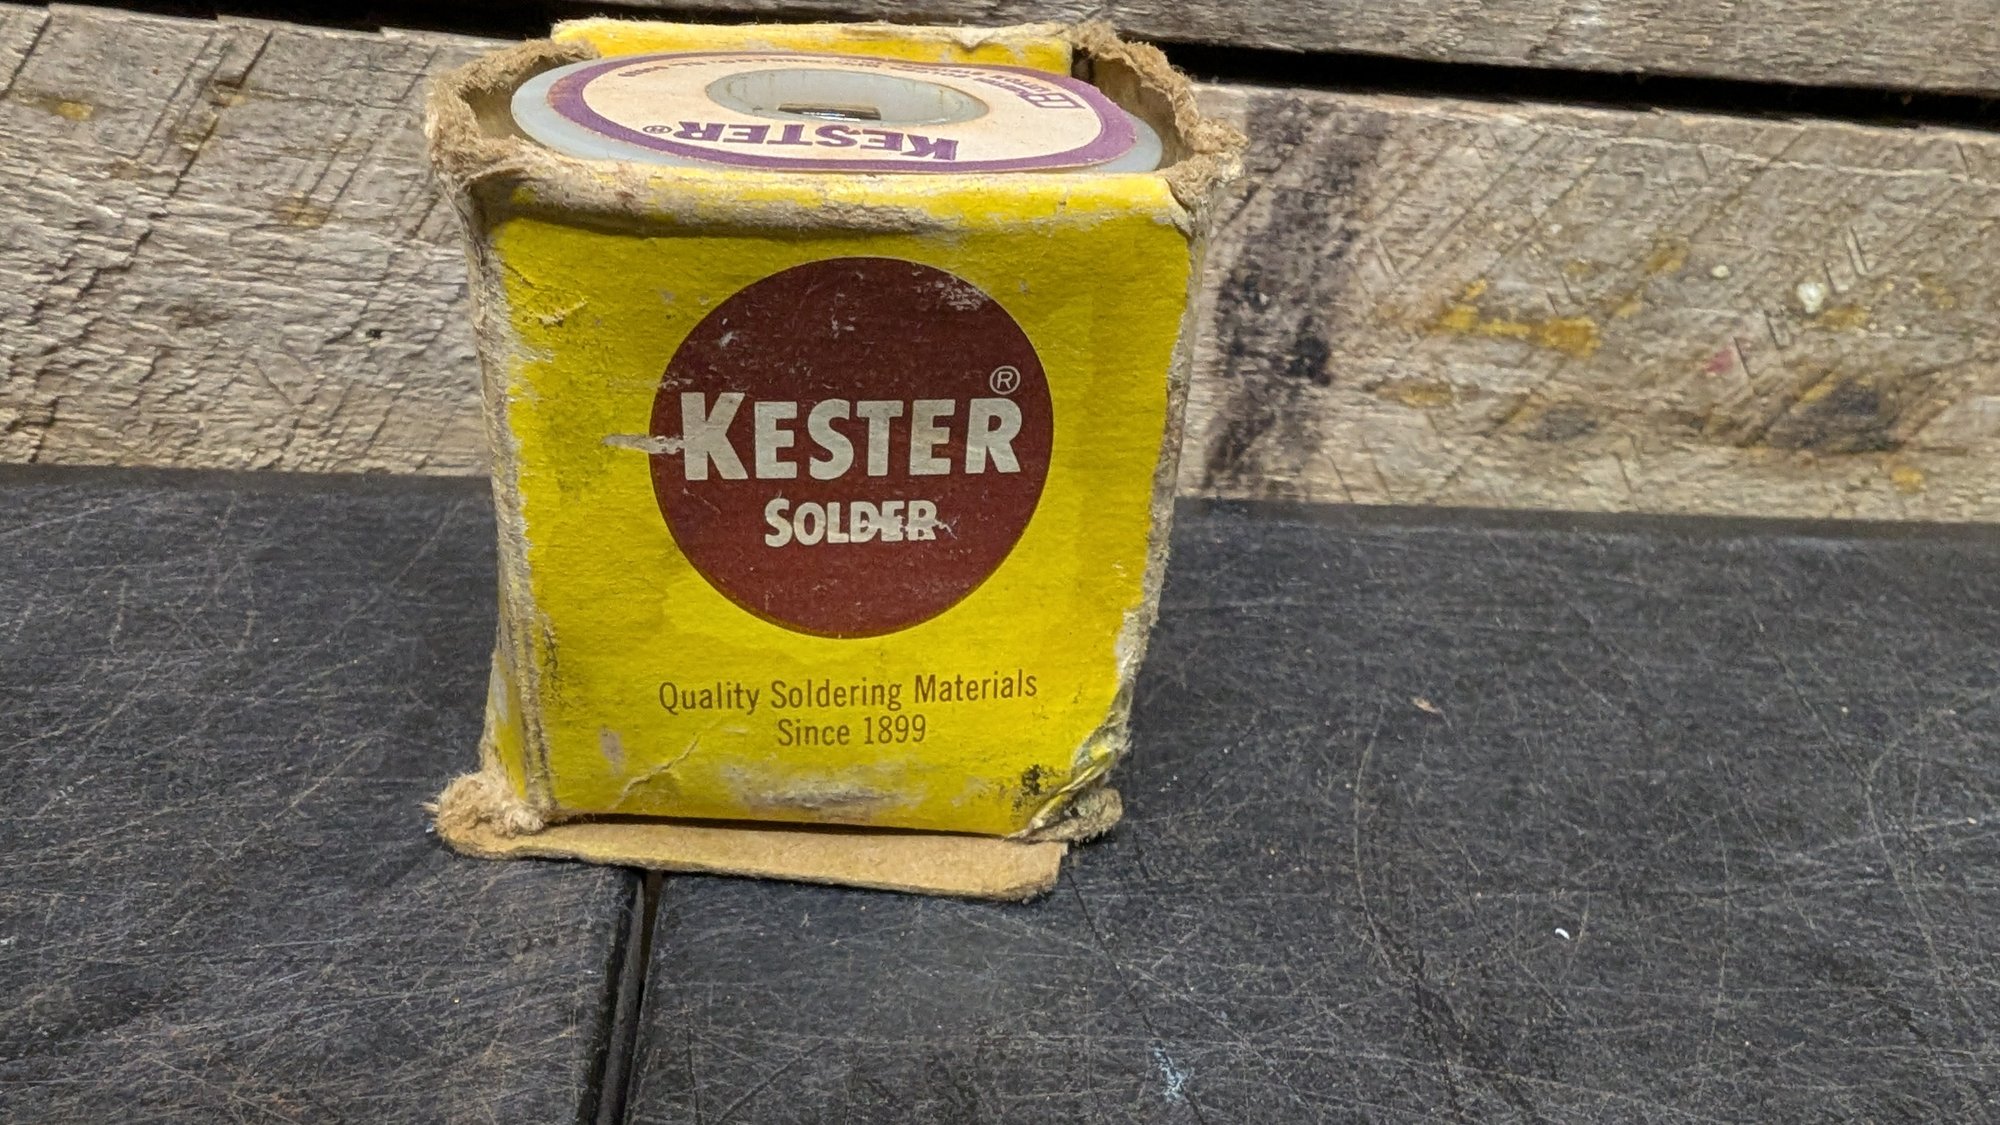 KESTER®
KESTER®
SOLDER
Quality Soldering Materials
Since 1899